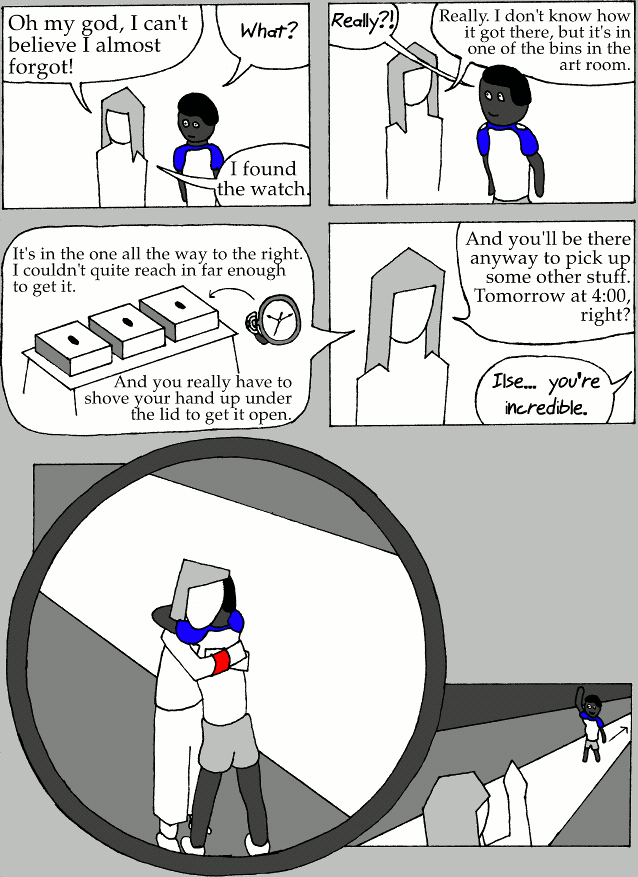 Oh my god, I can't
believe I almost
forgot!
What?
I found
the watch.
Really?!
Really. I don't know how
it got there, but it's in
one of the bins in the
art room.
It's in the one all the way to the right.
I couldn't quite reach in far enough
to get it.
And you really have to
shove your hand up under
the lid to get it open.
And you'll be there
anyway to pick up
some other stuff.
Tomorrow at 4:00,
right?
Ilse... you're
incredible.